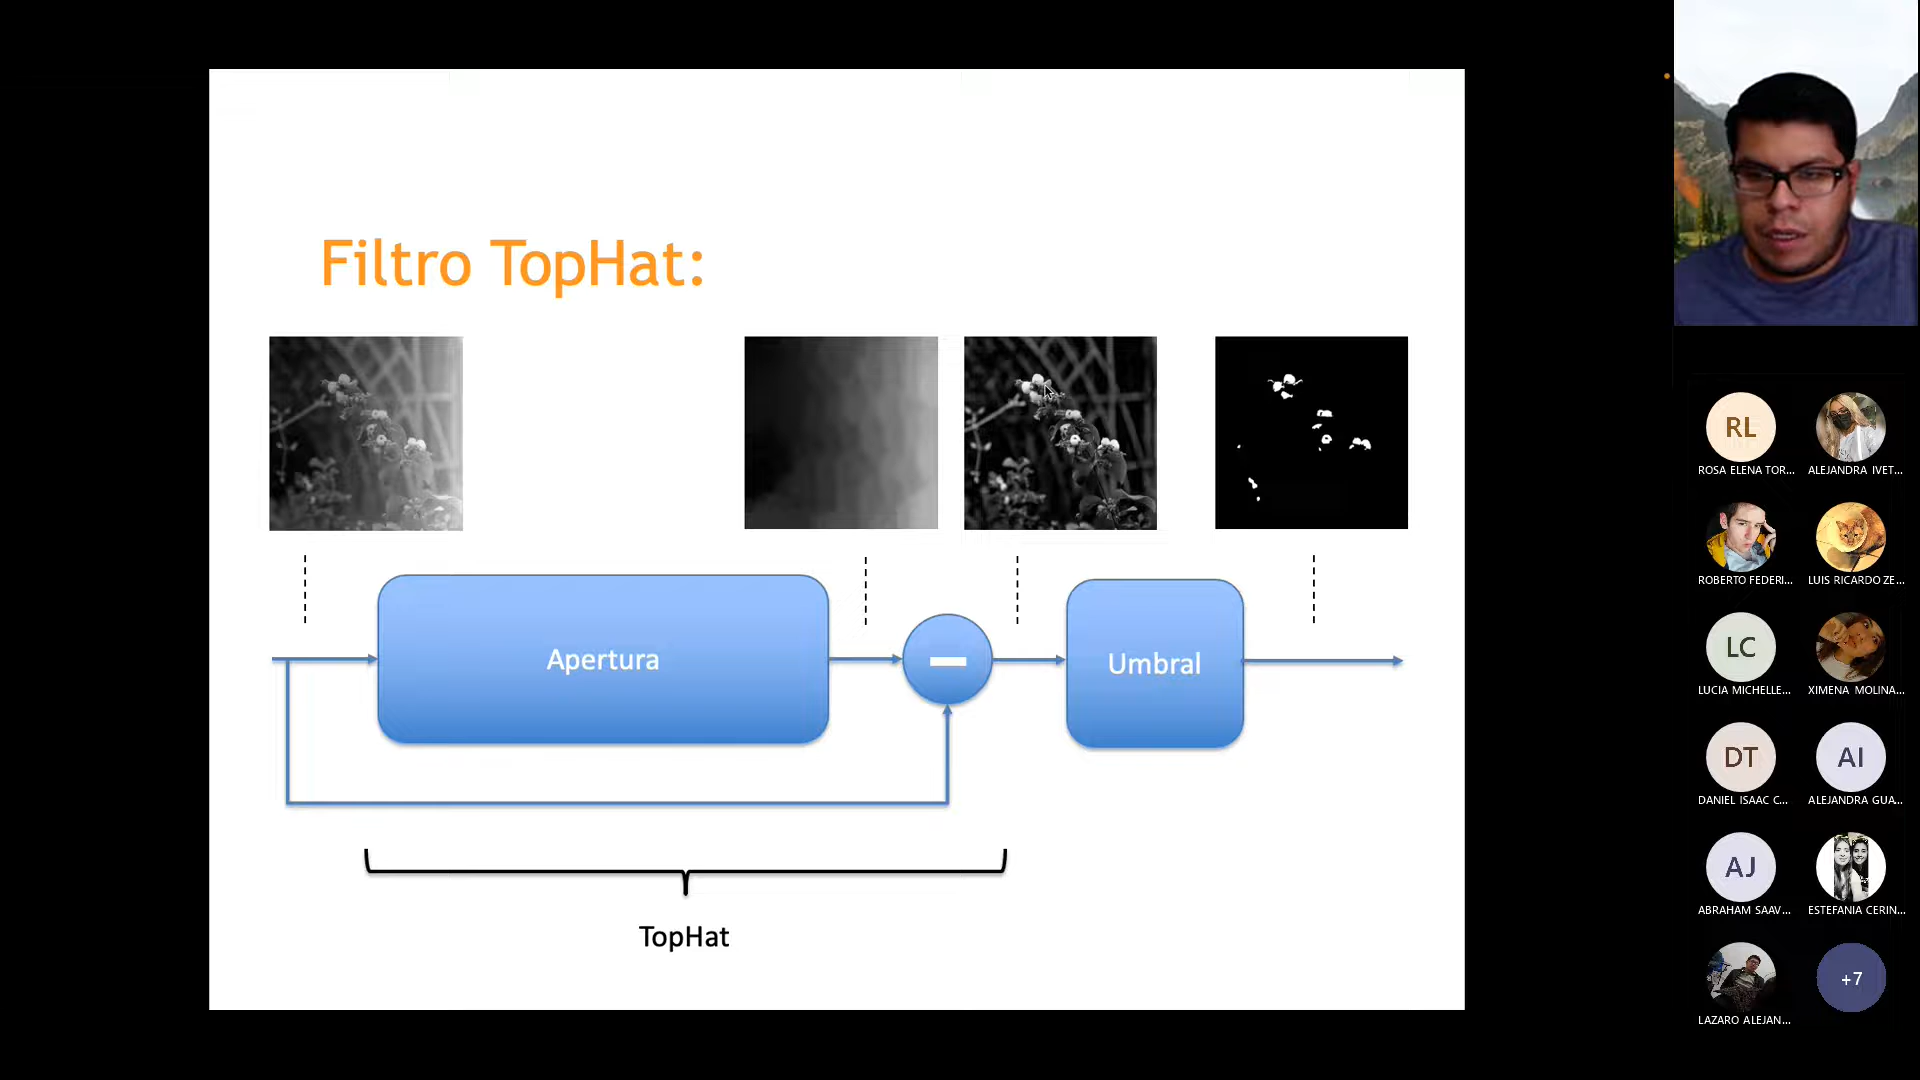 Filtro TopHat:
Apertura
Umbral
TopHat
RL
ROSA ELENA TOR...
ALEJANDRA IVET...
ROBERTO FEDERI...
LUIS RICARDO ZE...
LC
LUCIA MICHELLE...
XIMENA MOLINA...
DT
DANIEL ISAAC C...
AI
ALEJANDRA GUA...
AJ
ABRAHAM SAAV...
ESTEFANIA CERIN...
LAZARO ALEJAN...
+7